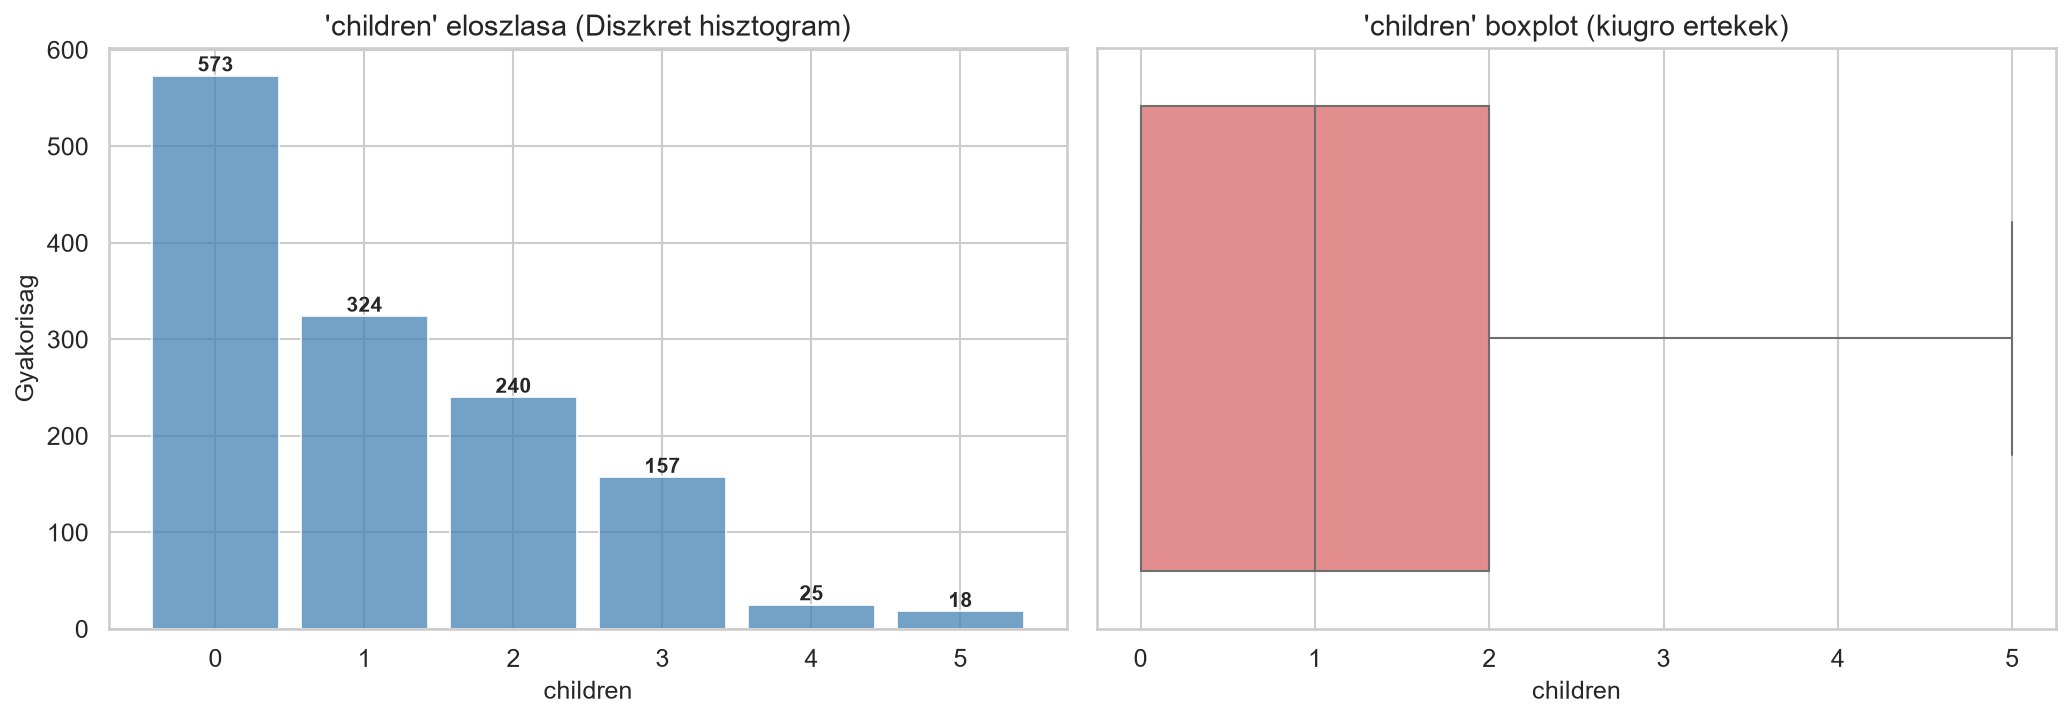 'children' eloszlasa (Diszkret hisztogram)
600
500
400
300
200
100
0
Gyakorisag
573
324
240
157
25
18
0 1 2 3 4 5
children
'children' boxplot (kiugro ertekek)
0 1 2 3 4 5
children